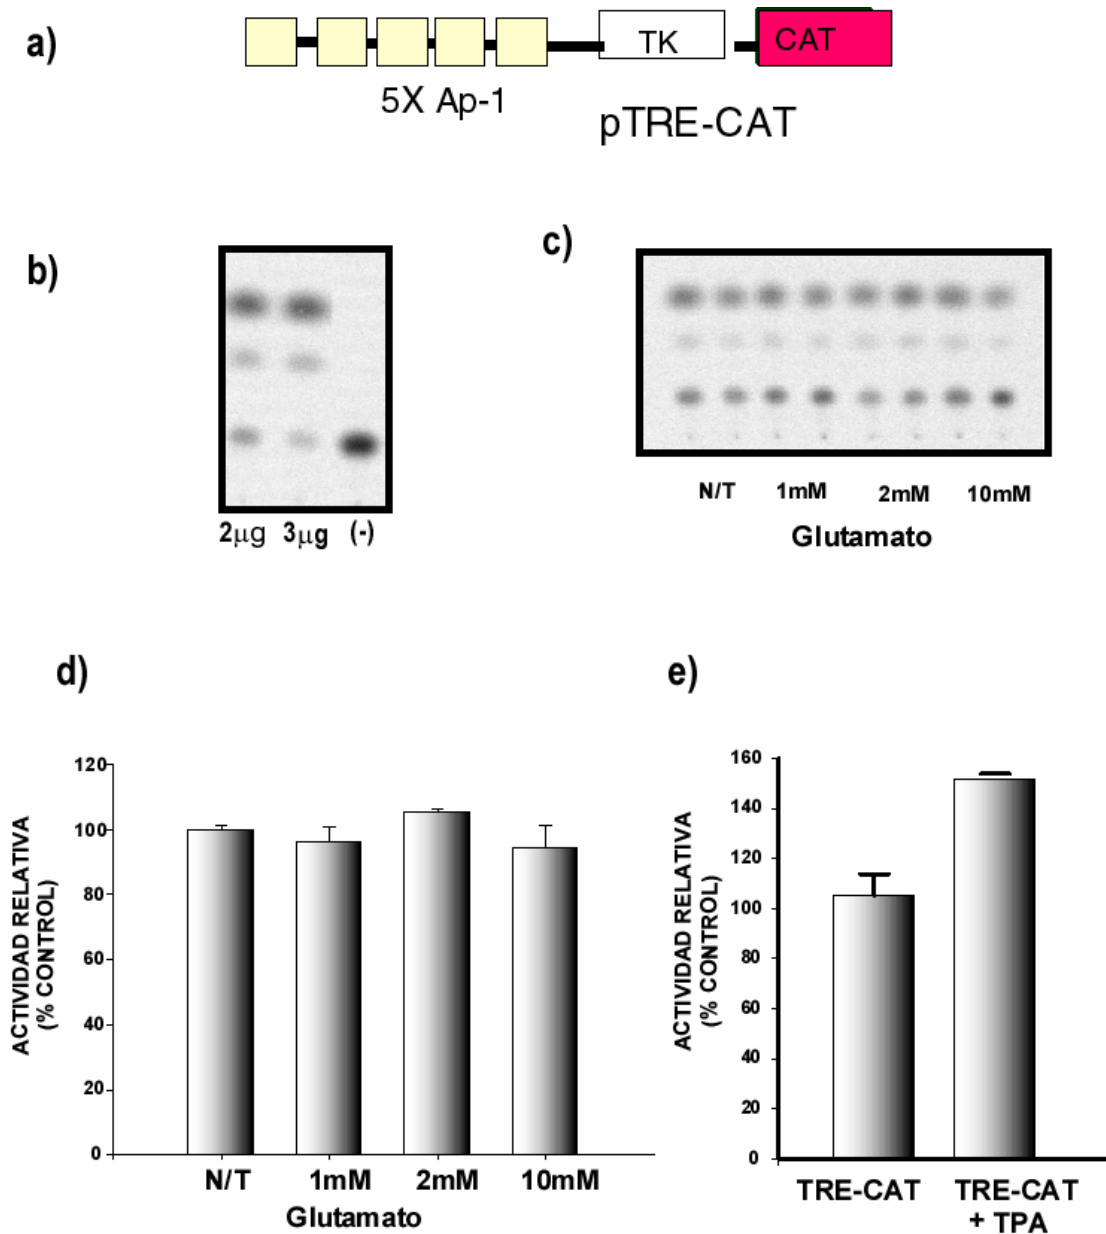 a)
TK
CAT
5X Ap-1
pTRE-CAT
b)
2µg 3µg (-)
c)
N/T 1mM 2mM 10mM
Glutamato
d)
ACTIVIDAD RELATIVA
(% CONTROL)
120
100
80
60
40
20
0
N/T 1mM 2mM 10mM
Glutamato
e)
ACTIVIDAD RELATIVA
(% CONTROL)
160
140
120
100
80
60
40
20
0
TRE-CAT TRE-CAT
+ TPA